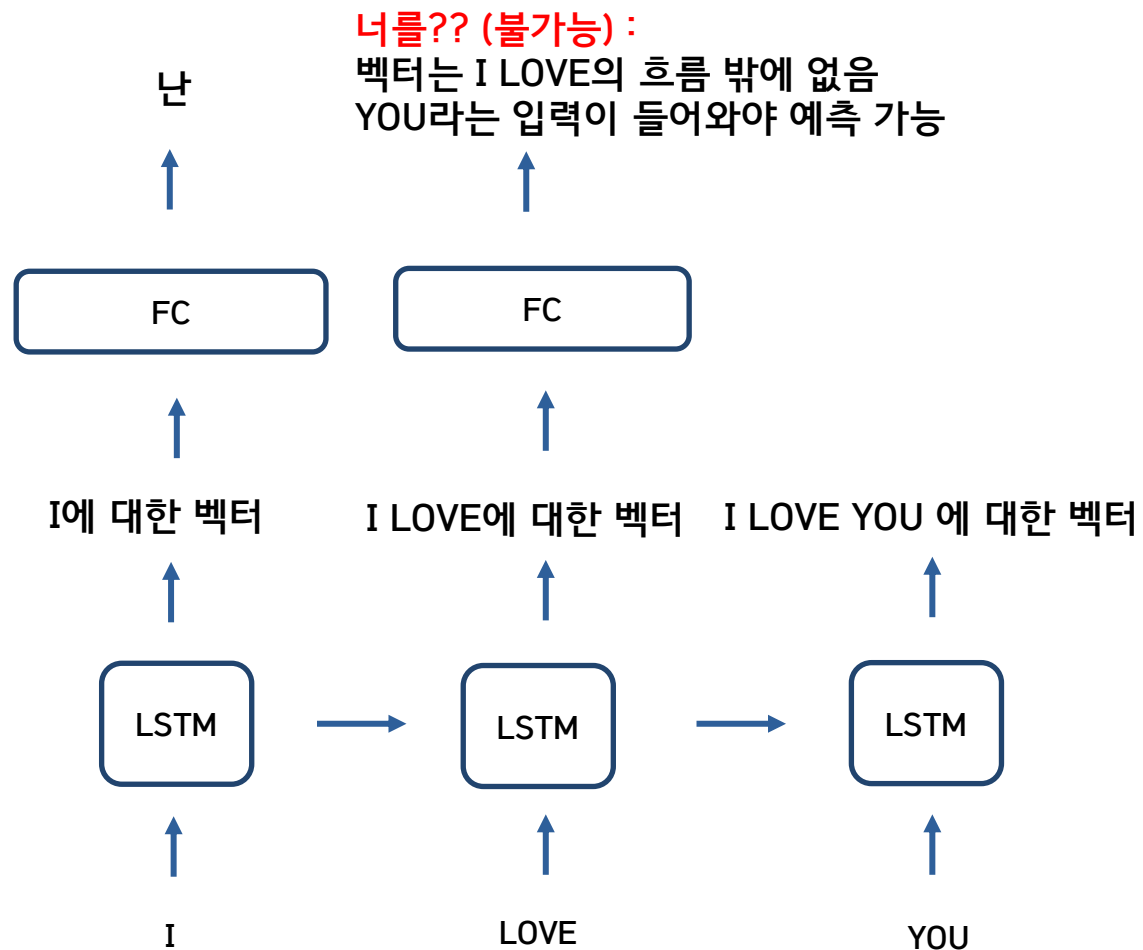 너를?? (불가능) :
난
벡터는 I LOVE의 흐름 밖에 없음
YOU라는 입력이 들어와야 예측 가능
FC
FC
I에 대한 벡터
I LOVE에 대한 벡터
I LOVE YOU 에 대한 벡터
LSTM
LSTM
LSTM
I
LOVE
YOU